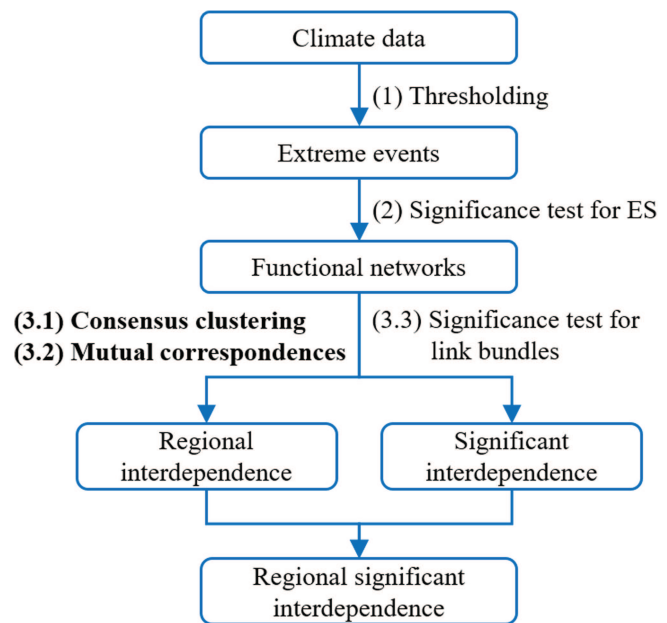 Climate data
(1) Thresholding
Extreme events
(2) Significance test for ES
Functional networks
(3.1) Consensus clustering
(3.2) Mutual correspondences
(3.3) Significance test for
link bundles
Regional
interdependence
Significant
interdependence
Regional significant
interdependence